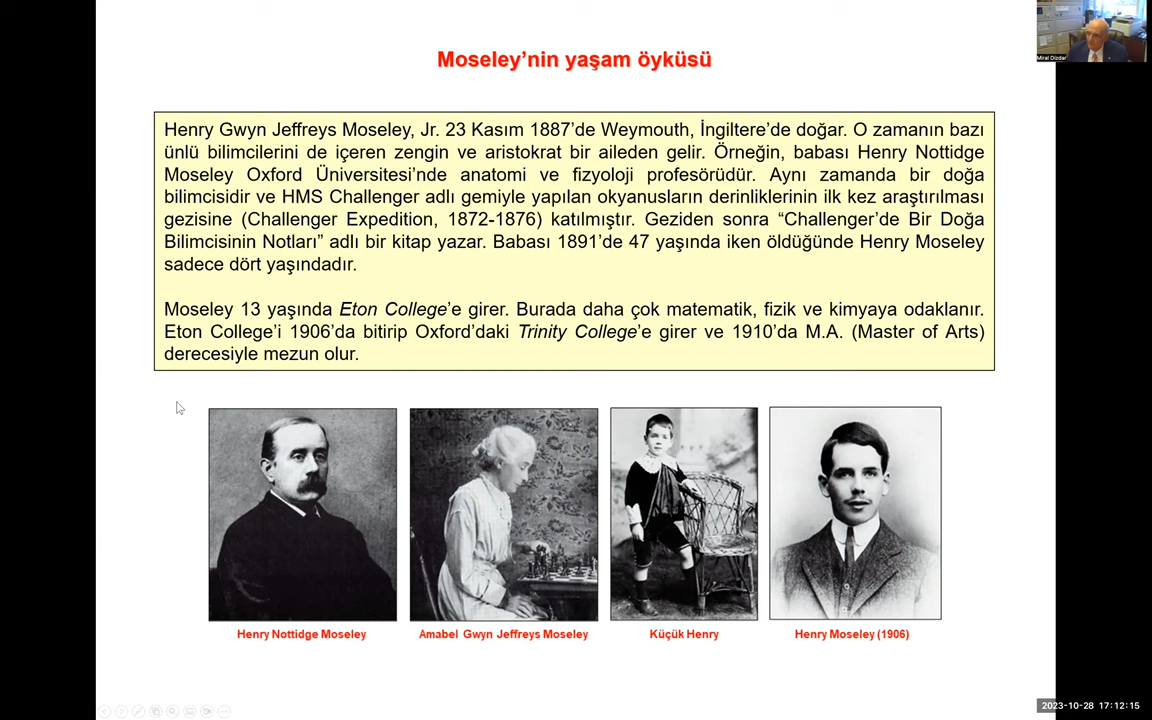 Moseley’nin yaşam öyküsü
Miral Dizdar
Henry Gwyn Jeffreys Moseley, Jr. 23 Kasım 1887’de Weymouth, İngiltere’de doğar. O zamanın bazı
ünlü bilimcilerini de içeren zengin ve aristokrat bir aileden gelir. Örneğin, babası Henry Nottidge
Moseley Oxford Üniversitesi’nde anatomi ve fizyoloji profesörüdür. Aynı zamanda bir doğa
bilimcisidir ve HMS Challenger adlı gemiyle yapılan okyanusların derinliklerinin ilk kez araştırılması
gezisine (Challenger Expedition, 1872-1876) katılmıştır. Geziden sonra “Challenger’de Bir Doğa
Bilimcisinin Notları” adlı bir kitap yazar. Babası 1891’de 47 yaşında iken öldüğünde Henry Moseley
sadece dört yaşındadır.
Moseley 13 yaşında Eton College’e girer. Burada daha çok matematik, fizik ve kimyaya odaklanır.
Eton College’i 1906’da bitirip Oxford’daki Trinity College’e girer ve 1910’da M.A. (Master of Arts)
derecesiyle mezun olur.
Henry Nottidge Moseley
Amabel Gwyn Jeffreys Moseley
Küçük Henry
Henry Moseley (1906)
2023-10-28 17:12:15